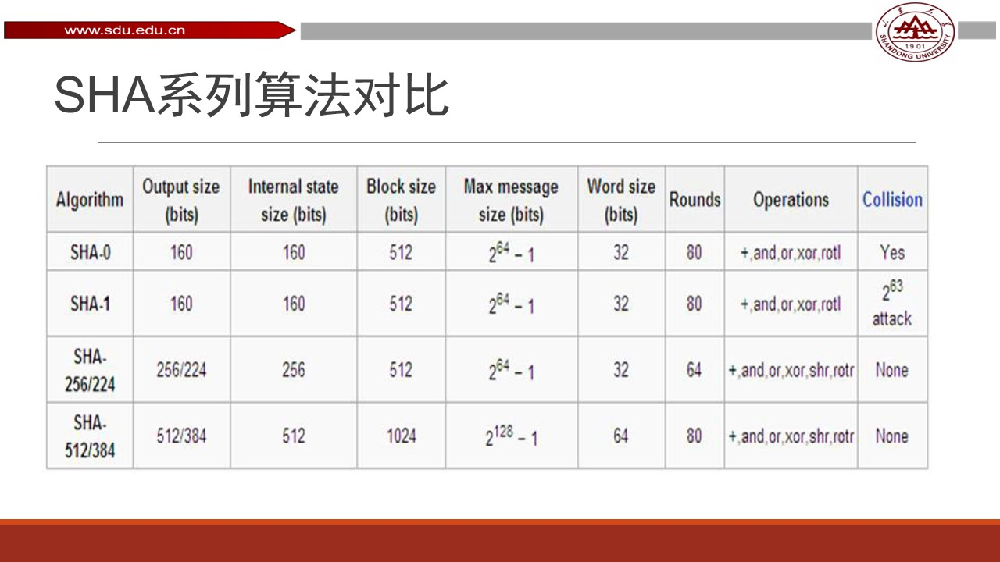 www.sdu.edu.cn
山东大学
SHANDONG UNIVERSITY
1901
SHA系列算法对比
Algorithm Output size (bits) Internal state size (bits) Block size (bits) Max message size (bits) Word size (bits) Rounds Operations Collision
SHA-0 160 160 512 2^64 – 1 32 80 +,and,or,xor,rotl Yes
SHA-1 160 160 512 2^64 – 1 32 80 +,and,or,xor,rotl 2^63 attack
SHA-256/224 256/224 256 512 2^64 – 1 32 64 +,and,or,xor,shr,rotr None
SHA-512/384 512/384 512 1024 2^128 – 1 64 80 +,and,or,xor,shr,rotr None